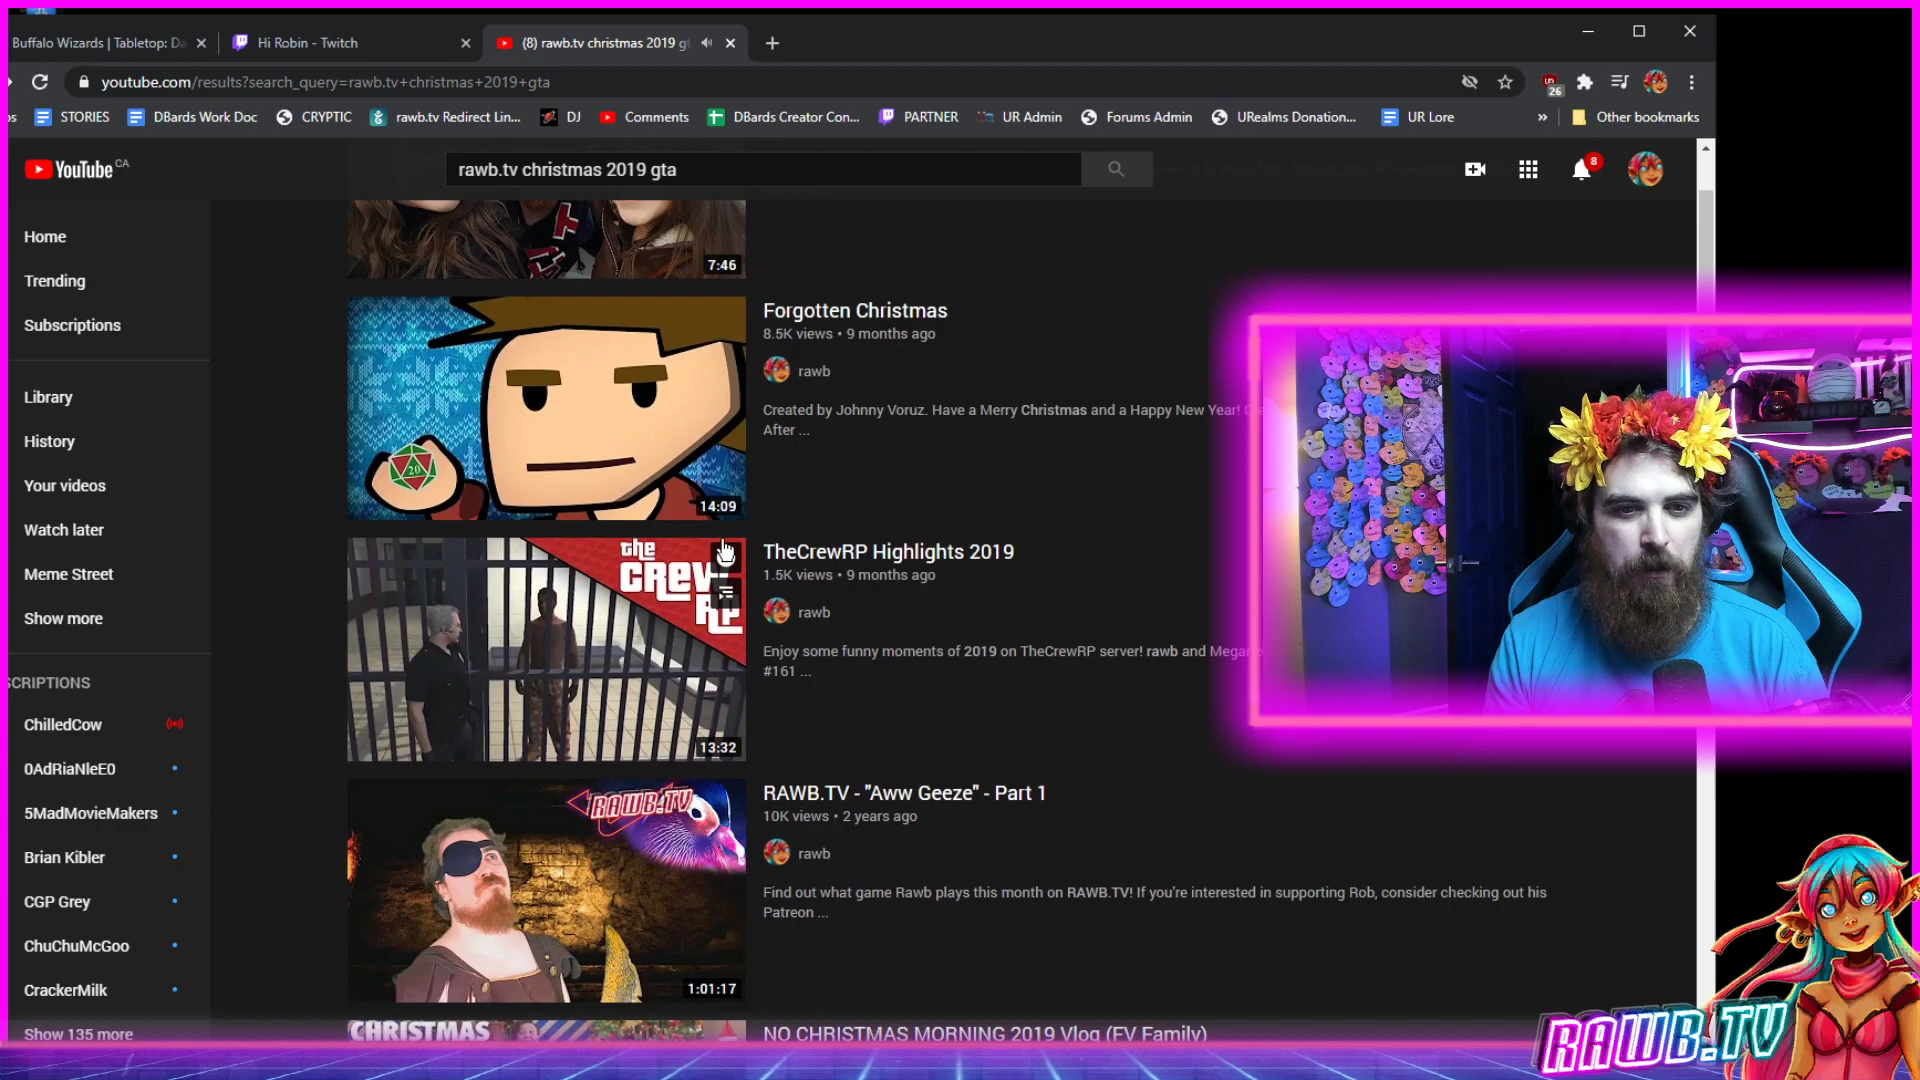 Buffalo Wizards | Tabletop: Da
Hi Robin - Twitch
(8) rawb.tv christmas 2019 gt
youtube.com/results?search_query=rawb.tv+christmas+2019+gta
26
STORIES
DBards Work Doc
CRYPTIC
rawb.tv Redirect Lin...
DJ
Comments
DBards Creator Con...
PARTNER
UR Admin
Forums Admin
URealms Donation...
UR Lore
»
Other bookmarks
YouTube CA
rawb.tv christmas 2019 gta
8
Home
Trending
Subscriptions
Library
History
Your videos
Watch later
Meme Street
Show more
SCRIPTIONS
ChilledCow
0AdRiaNleE0
5MadMovieMakers
Brian Kibler
CGP Grey
ChuChuMcGoo
CrackerMilk
Show 135 more
7:46
20
14:09
Forgotten Christmas
8.5K views • 9 months ago
rawb
Created by Johnny Voruz. Have a Merry Christmas and a Happy New Year!
After ...
the
CREW
RP
13:32
TheCrewRP Highlights 2019
1.5K views • 9 months ago
rawb
Enjoy some funny moments of 2019 on TheCrewRP server! rawb and Megan
#161 ...
RAWB.TV
1:01:17
RAWB.TV - "Aww Geeze" - Part 1
10K views • 2 years ago
rawb
Find out what game Rawb plays this month on RAWB.TV! If you're interested in supporting Rob, consider checking out his
Patreon ...
CHRISTMAS
NO CHRISTMAS MORNING 2019 Vlog (FV Family)
RAWB.TV